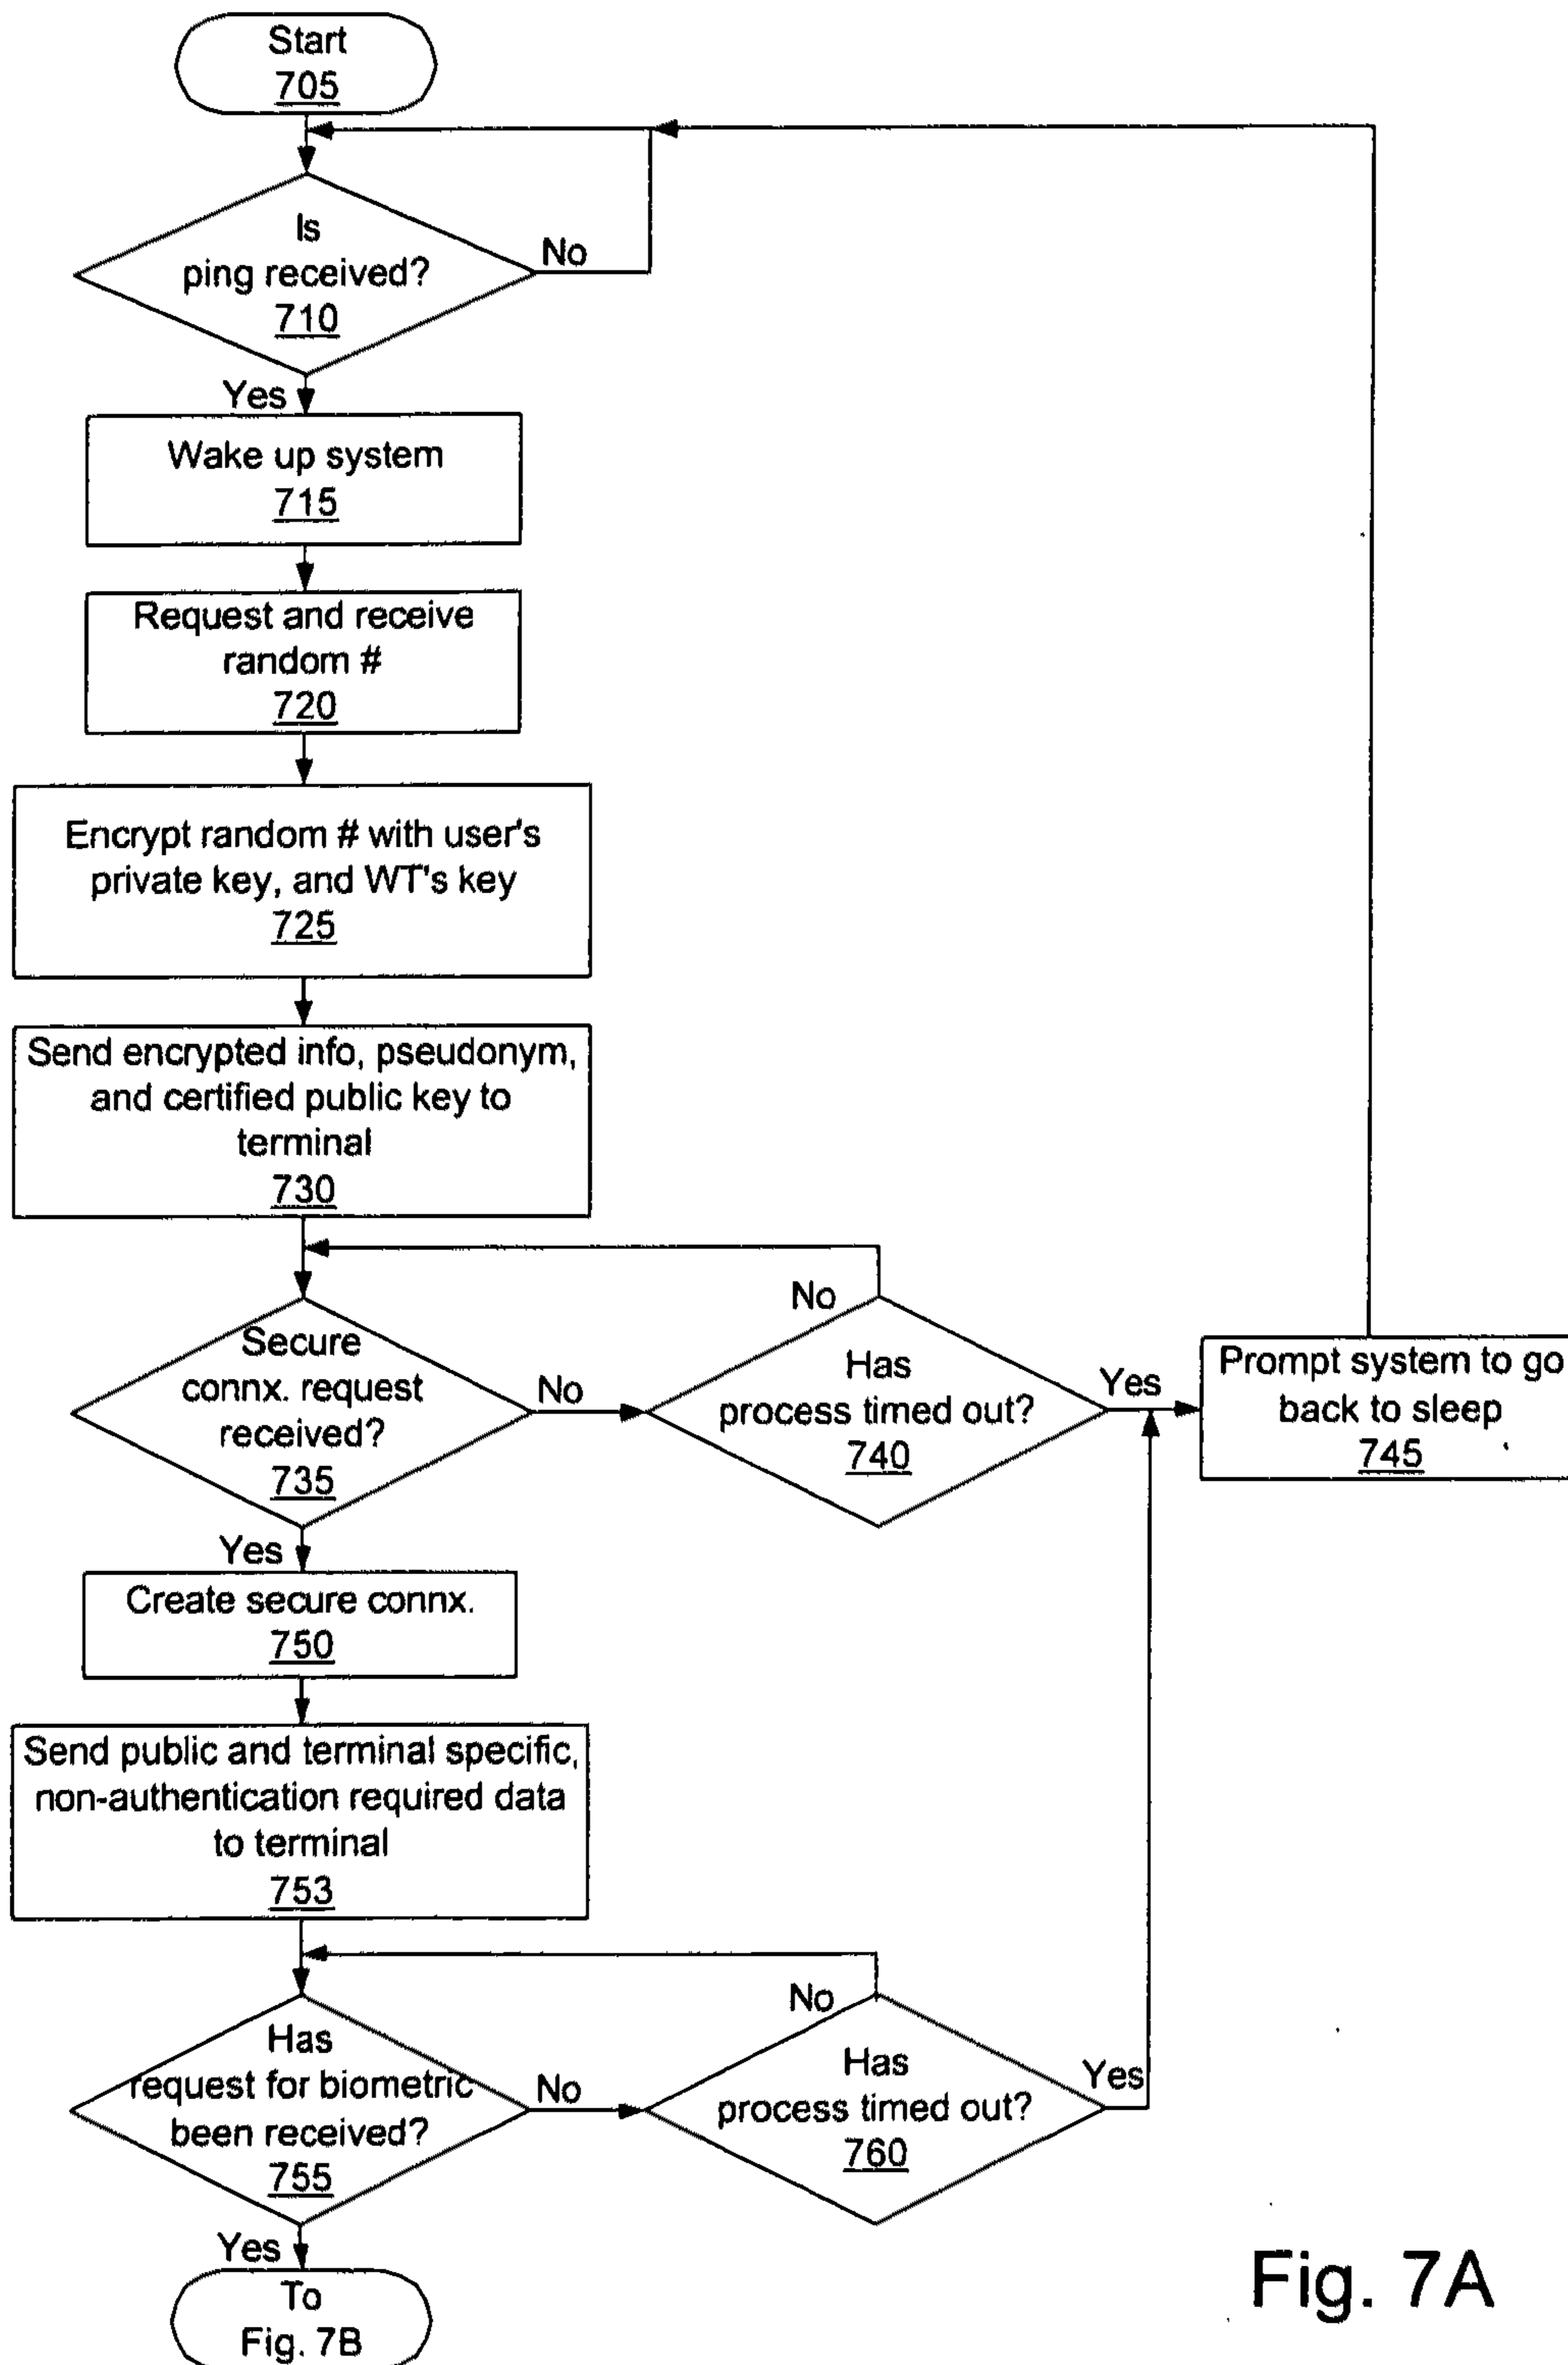 Start
705
Is
ping received?
710
No
Yes
Wake up system
715
Request and receive
random #
720
Encrypt random # with user's
private key, and WT's key
725
Send encrypted info, pseudonym,
and certified public key to
terminal
730
Secure
connx. request
received?
735
No
No
Has
process timed out?
740
Yes
Prompt system to go
back to sleep
745
Yes
Create secure connx.
750
Send public and terminal specific,
non-authentication required data
to terminal
753
Has
request for biometric
been received?
755
No
No
Has
process timed out?
760
Yes
Yes
To
Fig. 7B
Fig. 7A